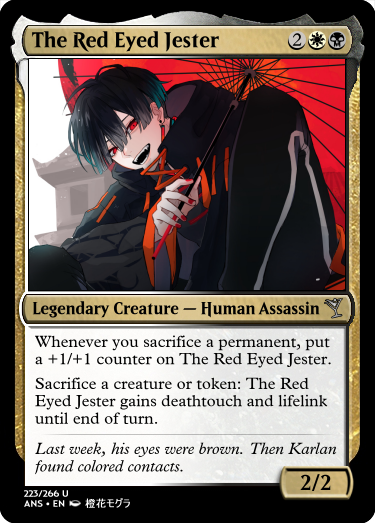 The Red Eyed Jester 2
Legendary Creature — Human Assassin
Whenever you sacrifice a permanent, put
a +1/+1 counter on The Red Eyed Jester.
Sacrifice a creature or token: The Red
Eyed Jester gains deathtouch and lifelink
until end of turn.
Last week, his eyes were brown. Then Karlan
found colored contacts.
2/2
223/266 U
ANS • EN 橙花モグラ